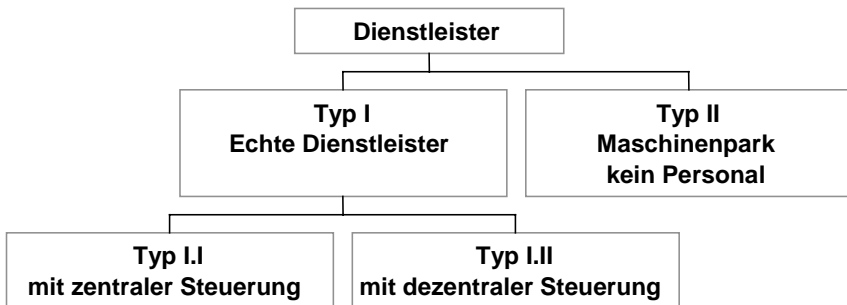 Dienstleister
Typ I
Echte Dienstleister
Typ II
Maschinenpark
kein Personal
Typ I.I
mit zentraler Steuerung
Typ I.II
mit dezentraler Steuerung